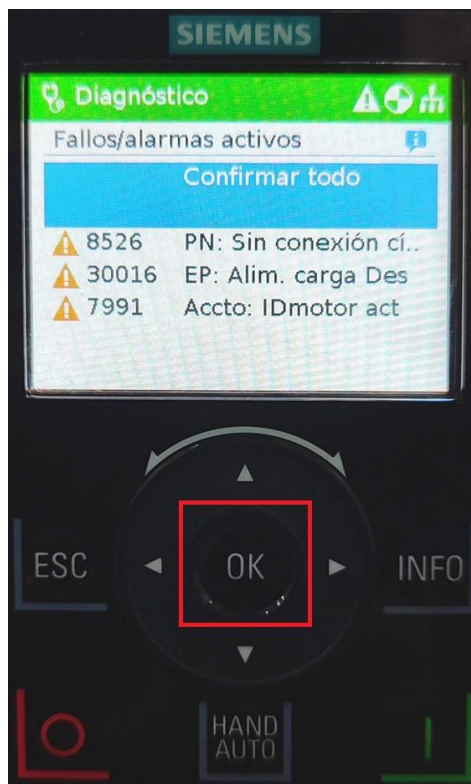 SIEMENS
Diagnóstico
Fallos/alarmas activos
Confirmar todo
8526 PN: Sin conexión cí..
30016 EP: Alim. carga Des
7991 Accto: IDmotor act
ESC
OK
INFO
HAND
AUTO